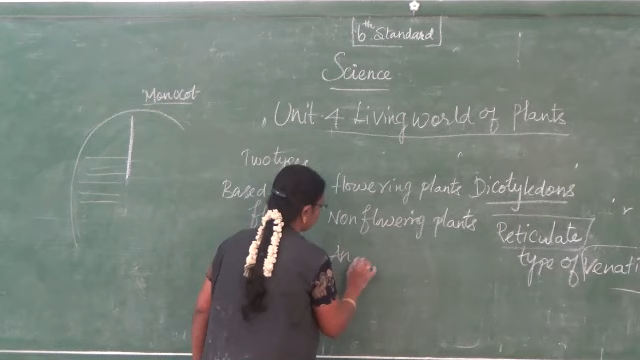 6th Standard
Science
Unit 4 Living world of Plants
Monocot
Two types
Based flowering plants Dicotyledons
Non flowering plants Reticulate
type of Venati